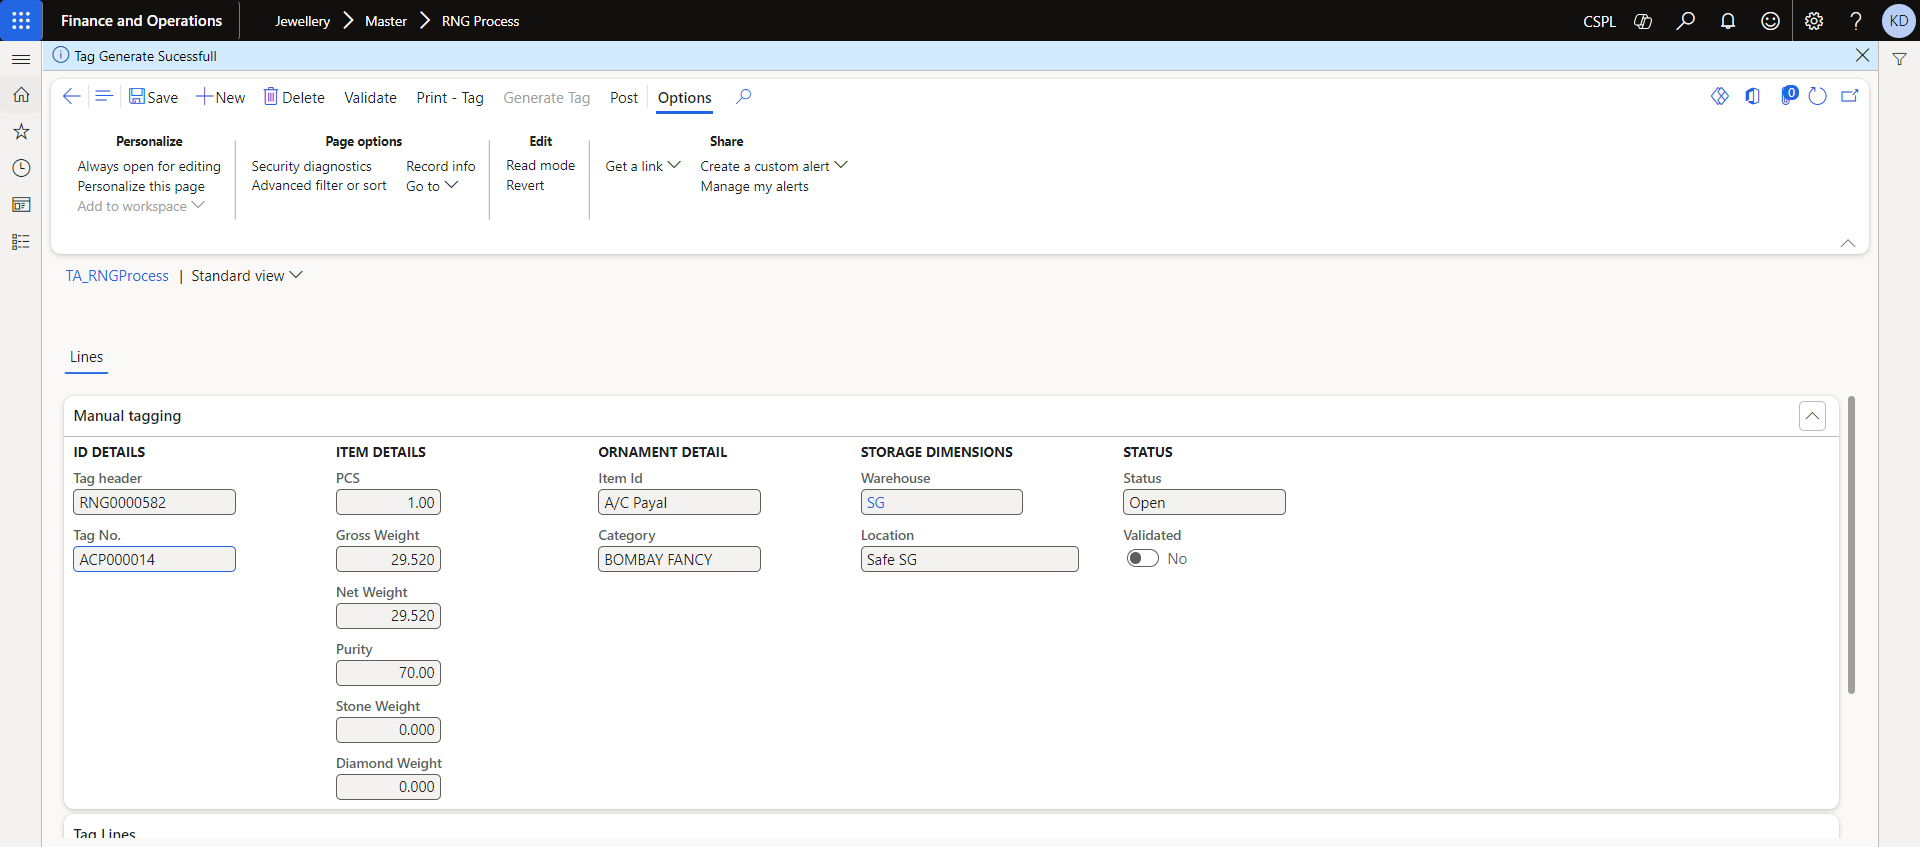 Finance and Operations
Jewellery > Master > RNG Process
CSPL
KD
Tag Generate Sucessfull
Save
New
Delete
Validate
Print - Tag
Generate Tag
Post
Options
0
Personalize
Always open for editing
Personalize this page
Add to workspace
Page options
Security diagnostics
Advanced filter or sort
Record info
Go to
Edit
Read mode
Revert
Share
Get a link
Create a custom alert
Manage my alerts
TA_RNGProcess | Standard view
Lines
Manual tagging
ID DETAILS
Tag header
RNG0000582
Tag No.
ACP000014
ITEM DETAILS
PCS
1.00
Gross Weight
29.520
Net Weight
29.520
Purity
70.00
Stone Weight
0.000
Diamond Weight
0.000
ORNAMENT DETAIL
Item Id
A/C Payal
Category
BOMBAY FANCY
STORAGE DIMENSIONS
Warehouse
SG
Location
Safe SG
STATUS
Status
Open
Validated
No
Tag Lines